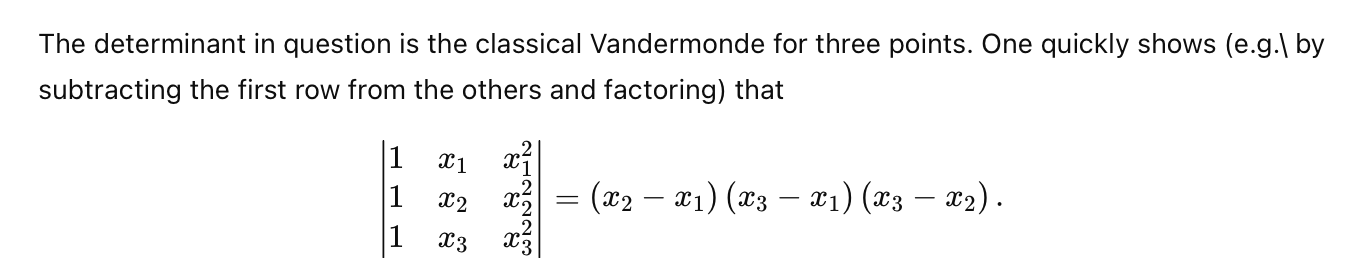 The determinant in question is the classical Vandermonde for three points. One quickly shows (e.g.\ by
subtracting the first row from the others and factoring) that
|1 x₁ x₁²|
|1 x₂ x₂²| = (x₂ − x₁) (x₃ − x₁) (x₃ − x₂) .
|1 x₃ x₃²|